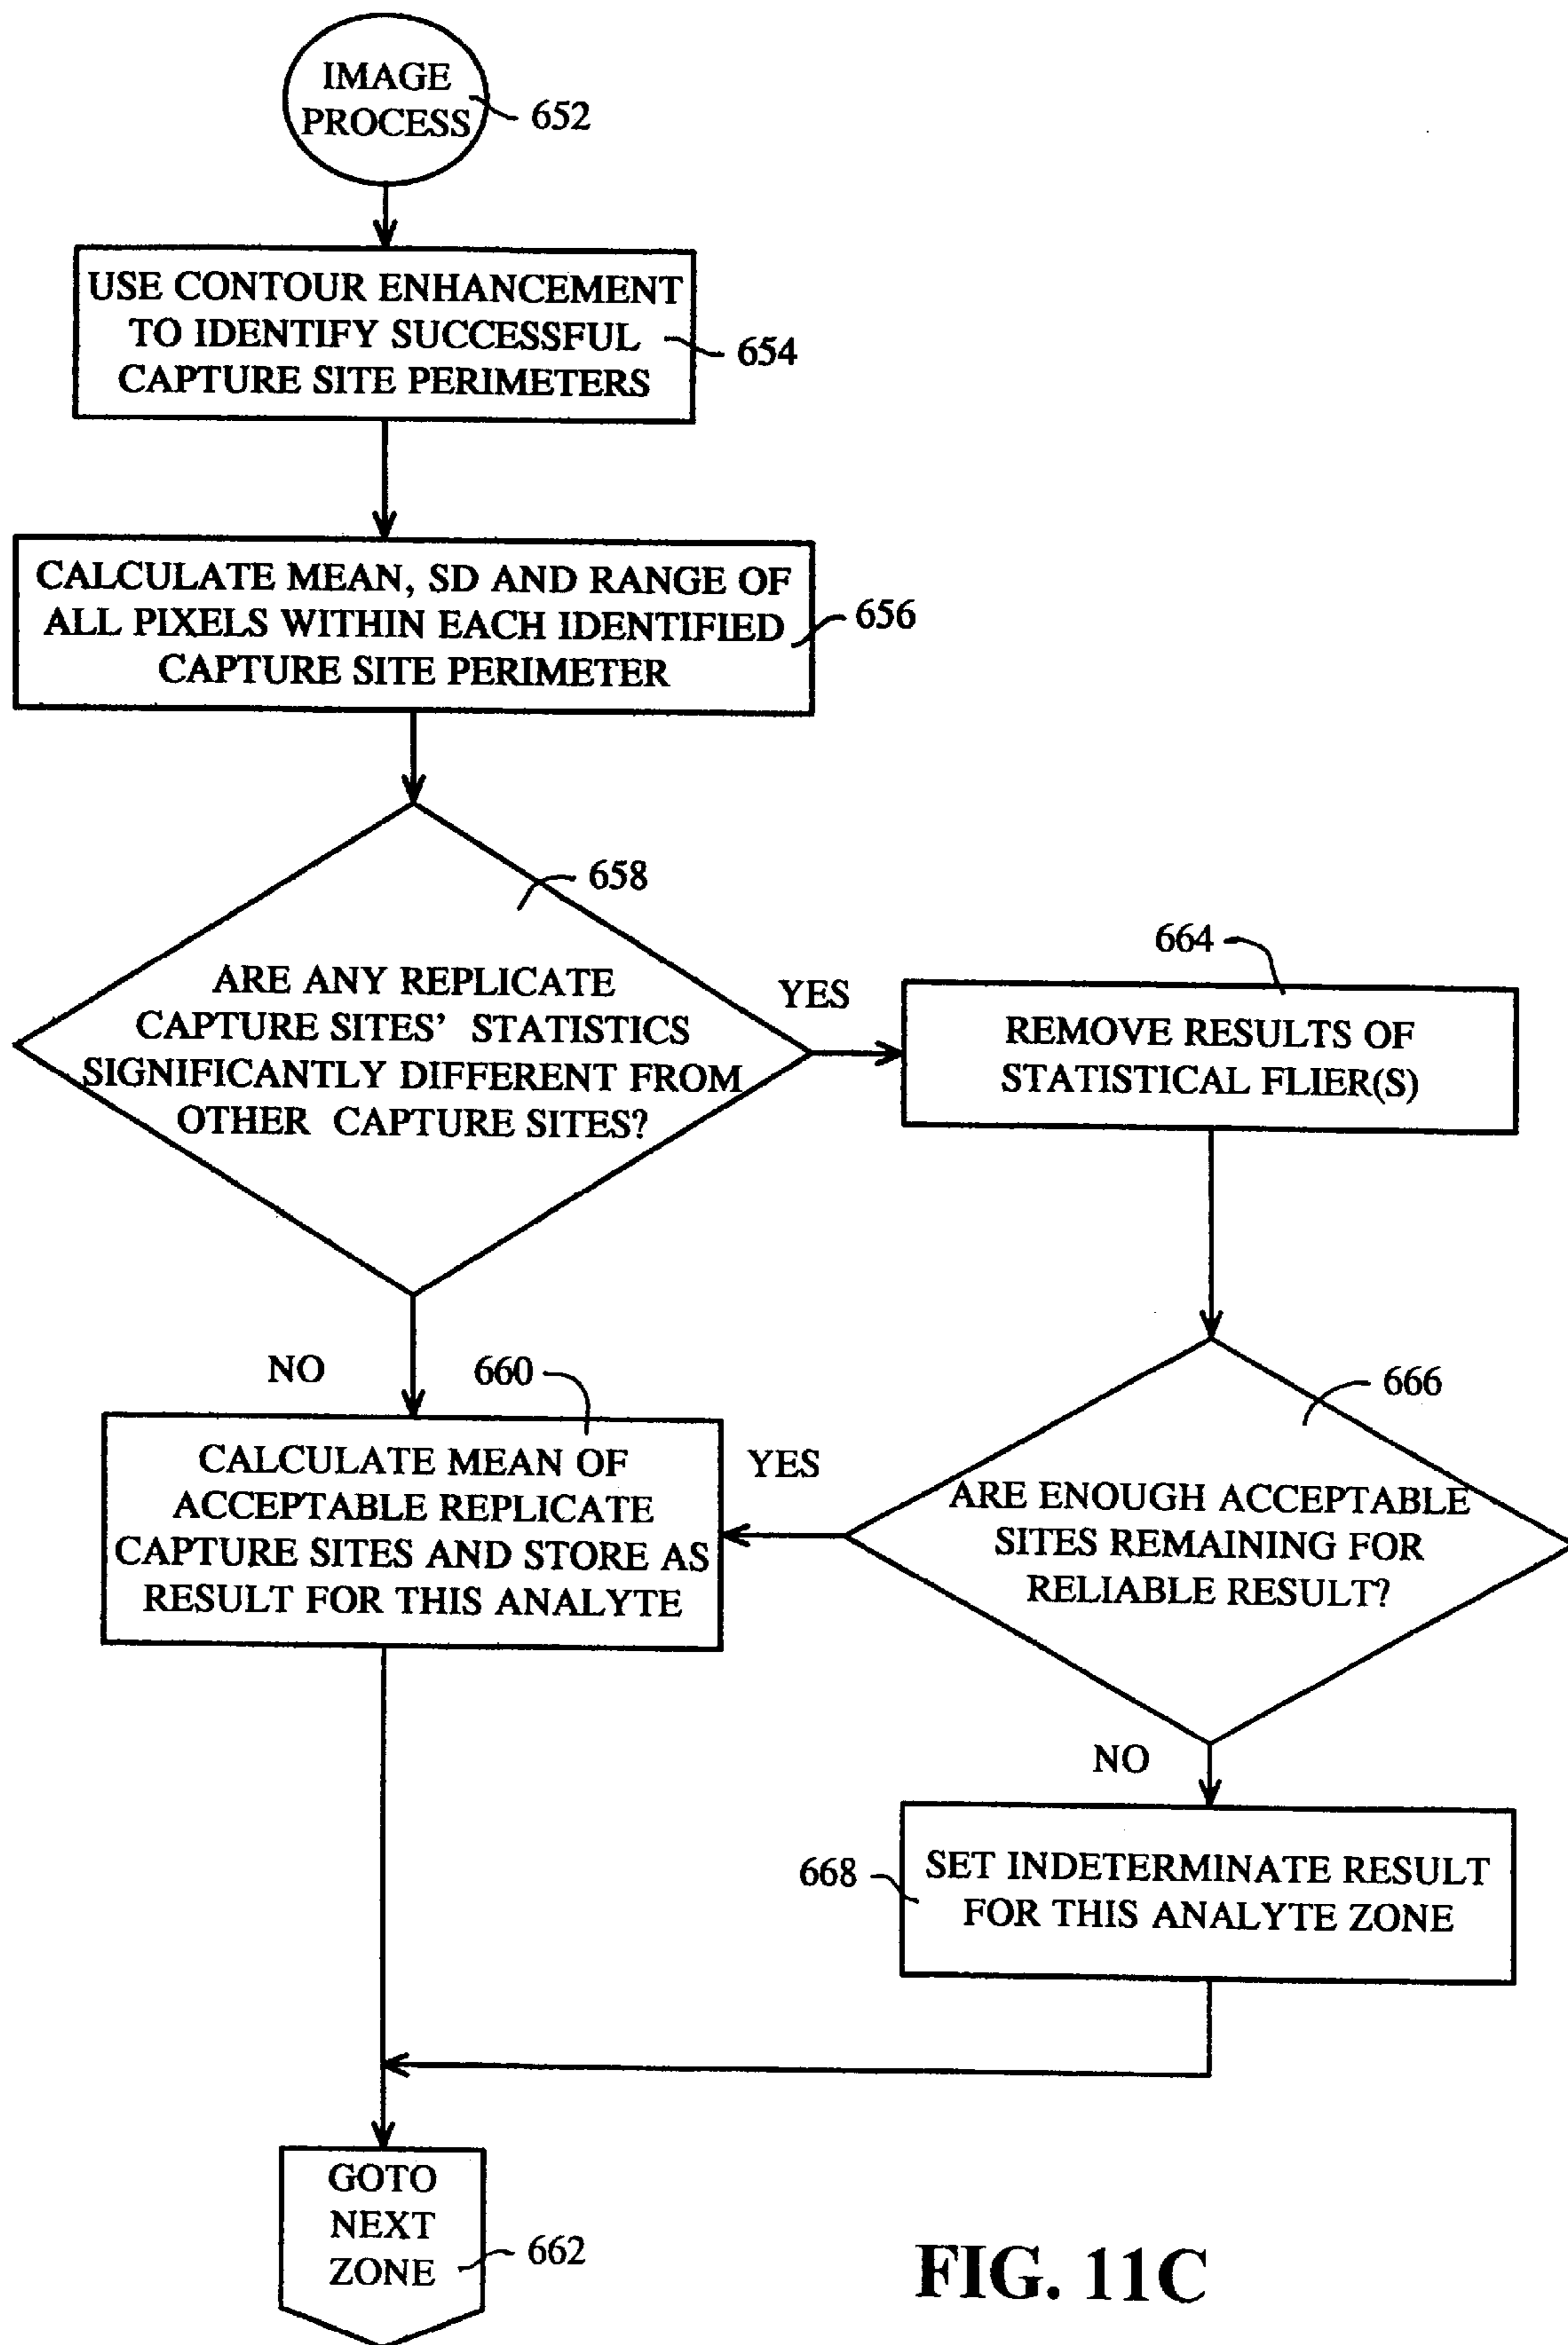 IMAGE
PROCESS
652
USE CONTOUR ENHANCEMENT
TO IDENTIFY SUCCESSFUL
CAPTURE SITE PERIMETERS
654
CALCULATE MEAN, SD AND RANGE OF
ALL PIXELS WITHIN EACH IDENTIFIED
CAPTURE SITE PERIMETER
656
658
ARE ANY REPLICATE
CAPTURE SITES' STATISTICS
SIGNIFICANTLY DIFFERENT FROM
OTHER CAPTURE SITES?
YES
664
REMOVE RESULTS OF
STATISTICAL FLIER(S)
NO
660
CALCULATE MEAN OF
ACCEPTABLE REPLICATE
CAPTURE SITES AND STORE AS
RESULT FOR THIS ANALYTE
YES
666
ARE ENOUGH ACCEPTABLE
SITES REMAINING FOR
RELIABLE RESULT?
NO
668
SET INDETERMINATE RESULT
FOR THIS ANALYTE ZONE
GOTO
NEXT
ZONE
662
FIG. 11C